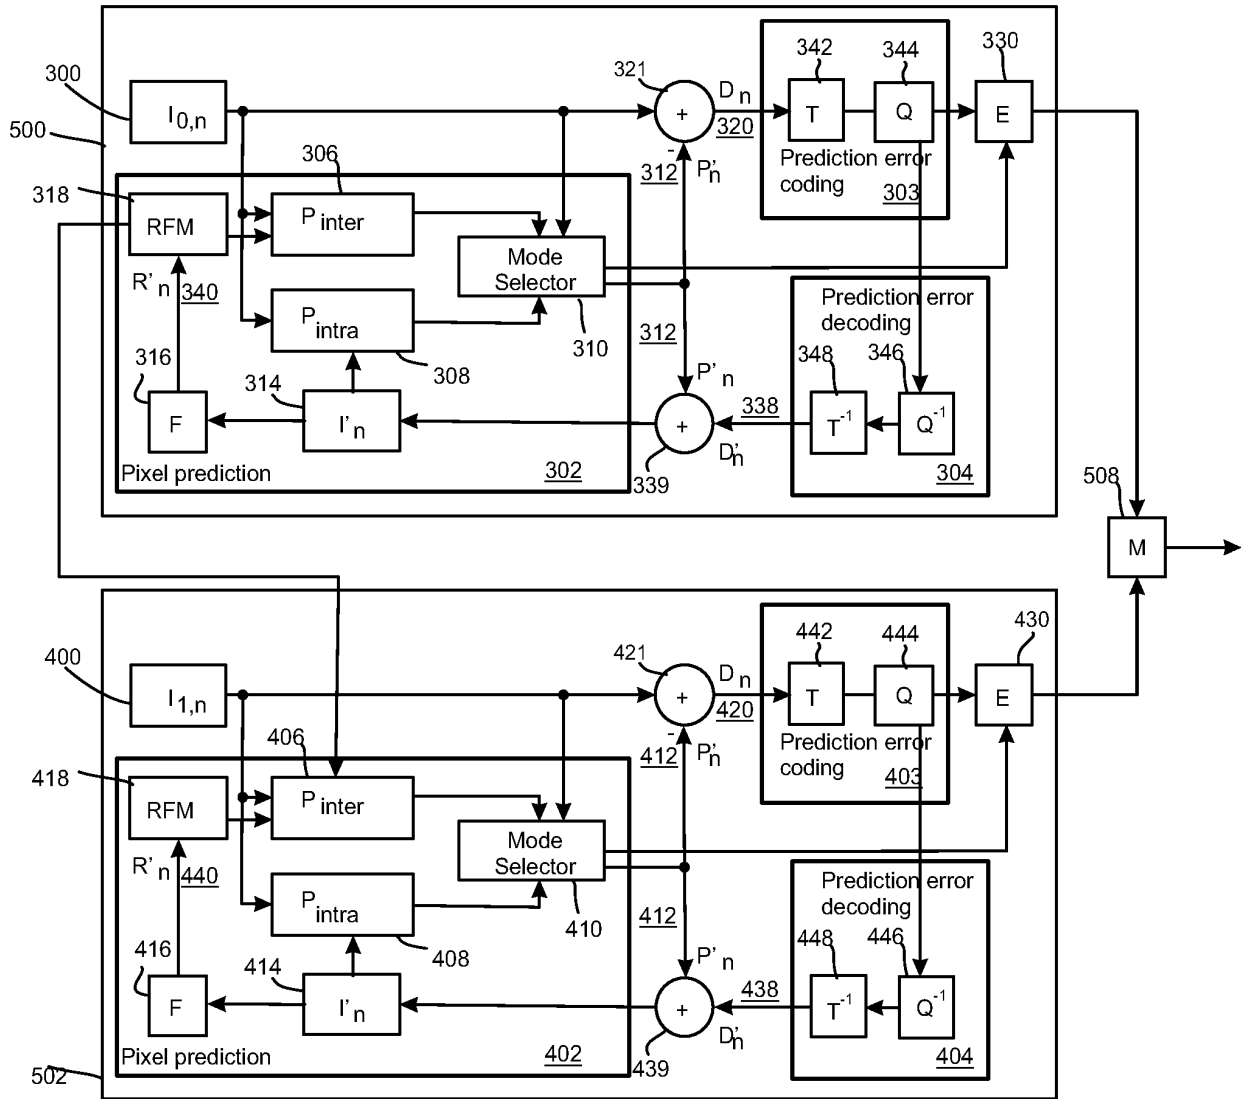 300
I0,n
500
321
+
Dn
320
342
T
344
Q
330
E
Prediction error
coding
303
-
312
P'n
318
RFM
306
Pinter
Mode
Selector
310
R'n
340
Pintra
308
312
P'n
Prediction error
decoding
348
346
T-1
Q-1
304
316
F
314
I'n
+
339
338
D'n
Pixel prediction
302
508
M
400
I1,n
421
+
Dn
420
442
T
444
Q
430
E
Prediction error
coding
403
-
412
P'n
418
RFM
406
Pinter
Mode
Selector
410
R'n
440
Pintra
408
412
P'n
Prediction error
decoding
448
446
T-1
Q-1
404
416
F
414
I'n
+
439
438
D'n
Pixel prediction
402
502